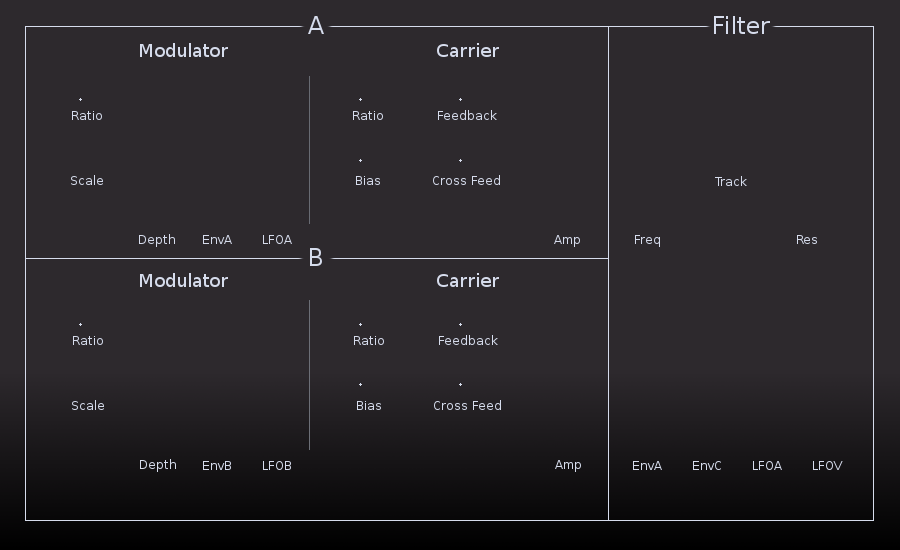 A
Filter
Modulator
Carrier
Ratio
Ratio
Feedback
Scale
Bias
Cross Feed
Track
Depth
EnvA
LFOA
Amp
Freq
Res
B
Modulator
Carrier
Ratio
Ratio
Feedback
Scale
Bias
Cross Feed
Depth
EnvB
LFOB
Amp
EnvA
EnvC
LFOA
LFOV